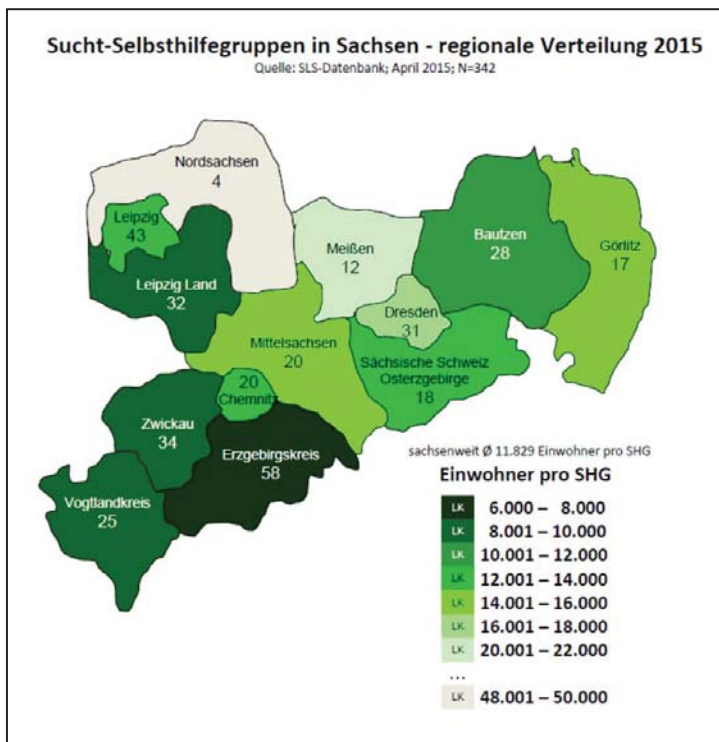 Sucht-Selbsthilfegruppen in Sachsen - regionale Verteilung 2015
Quelle: SLS-Datenbank; April 2015; N=342
Nordsachsen
4
Leipzig
43
Leipzig Land
32
Meißen
12
Bautzen
28
Görlitz
17
Dresden
31
Mittelsachsen
20
Sächsische Schweiz
Osterzgebirge
18
20
Chemnitz
Zwickau
34
Erzgebirgskreis
58
Vogtlandkreis
25
sachsenweit Ø 11.829 Einwohner pro SHG
Einwohner pro SHG
LK 6.000 – 8.000
LK 8.001 – 10.000
LK 10.001 – 12.000
LK 12.001 – 14.000
LK 14.001 – 16.000
LK 16.001 – 18.000
LK 20.001 – 22.000
...
LK 48.001 – 50.000